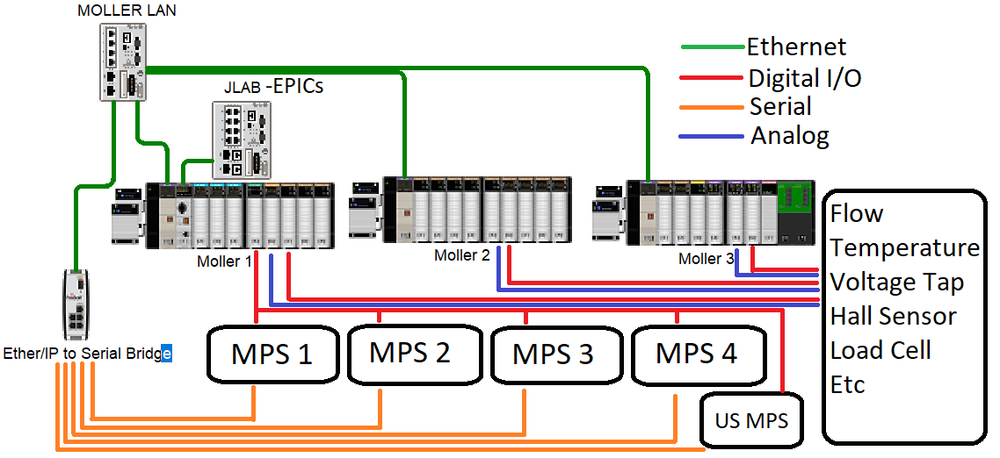 MOLLER LAN
JLAB -EPICs
Ethernet
Digital I/O
Serial
Analog
Moller 1
Moller 2
Moller 3
Flow
Temperature
Voltage Tap
Hall Sensor
Load Cell
Etc
Ether/IP to Serial Bridge
MPS 1
MPS 2
MPS 3
MPS 4
US MPS